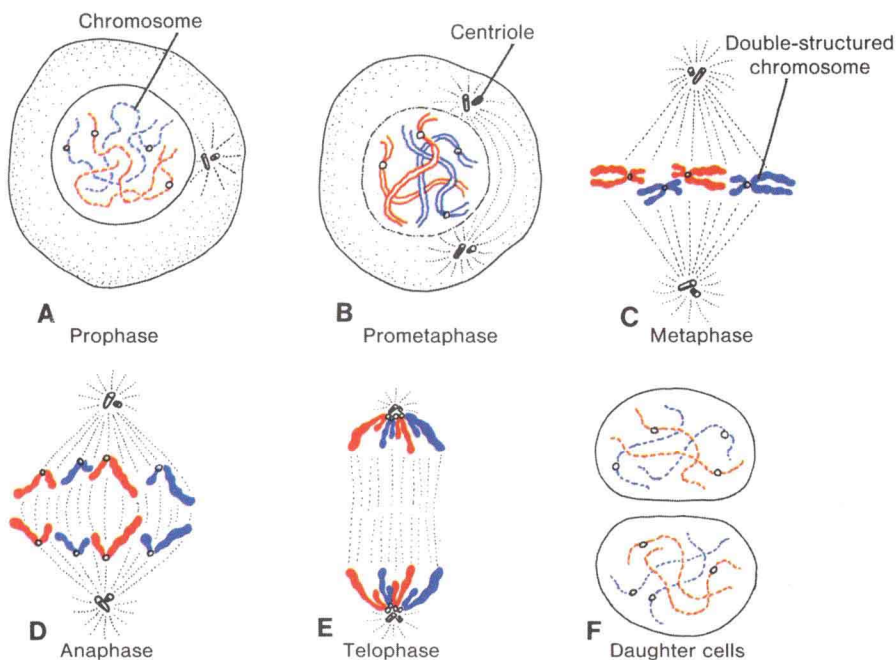 Chromosome
A
Prophase
Centriole
B
Prometaphase
Double-structured
chromosome
C
Metaphase
D
Anaphase
E
Telophase
F
Daughter cells